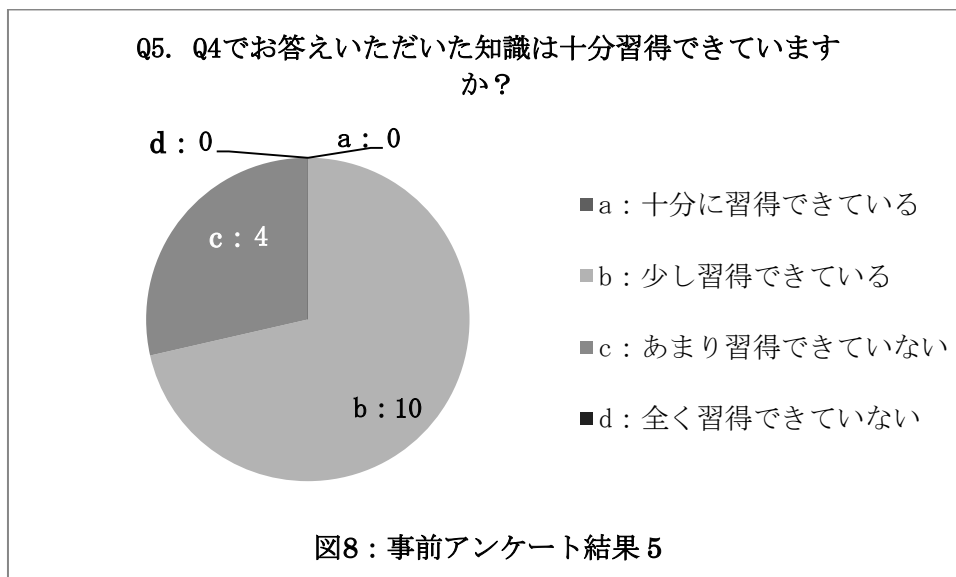 Q5. Q4でお答えいただいた知識は十分習得できています
か？
d：0
a：0
c：4
b：10
a：十分に習得できている
b：少し習得できている
c：あまり習得できていない
d：全く習得できていない
図8：事前アンケート結果５